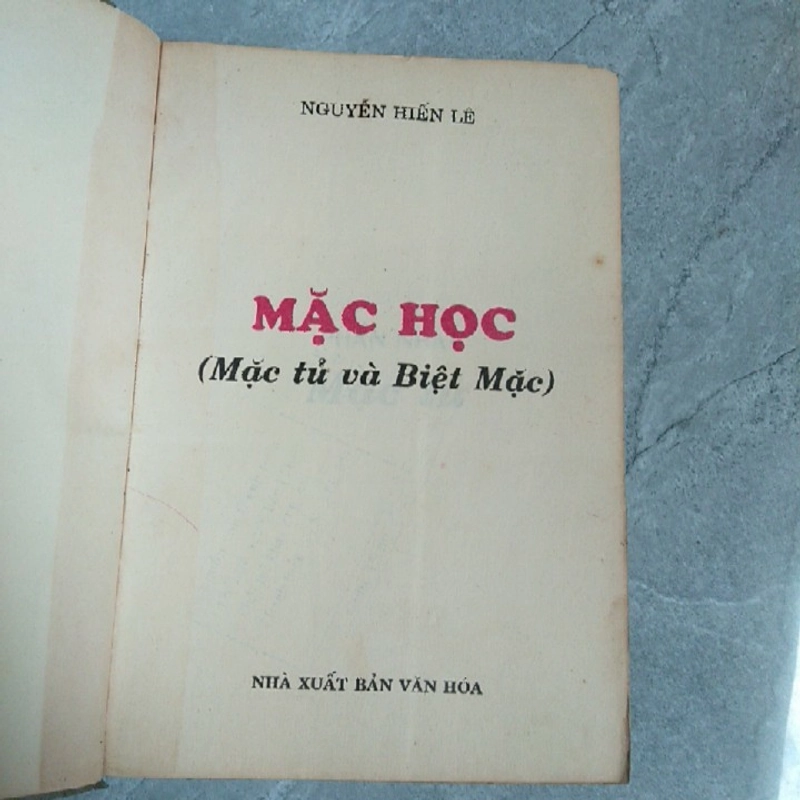 NGUYỄN HIẾN LÊ
MẶC HỌC
(Mặc tử và Biệt Mặc)
NHÀ XUẤT BẢN VĂN HÓA